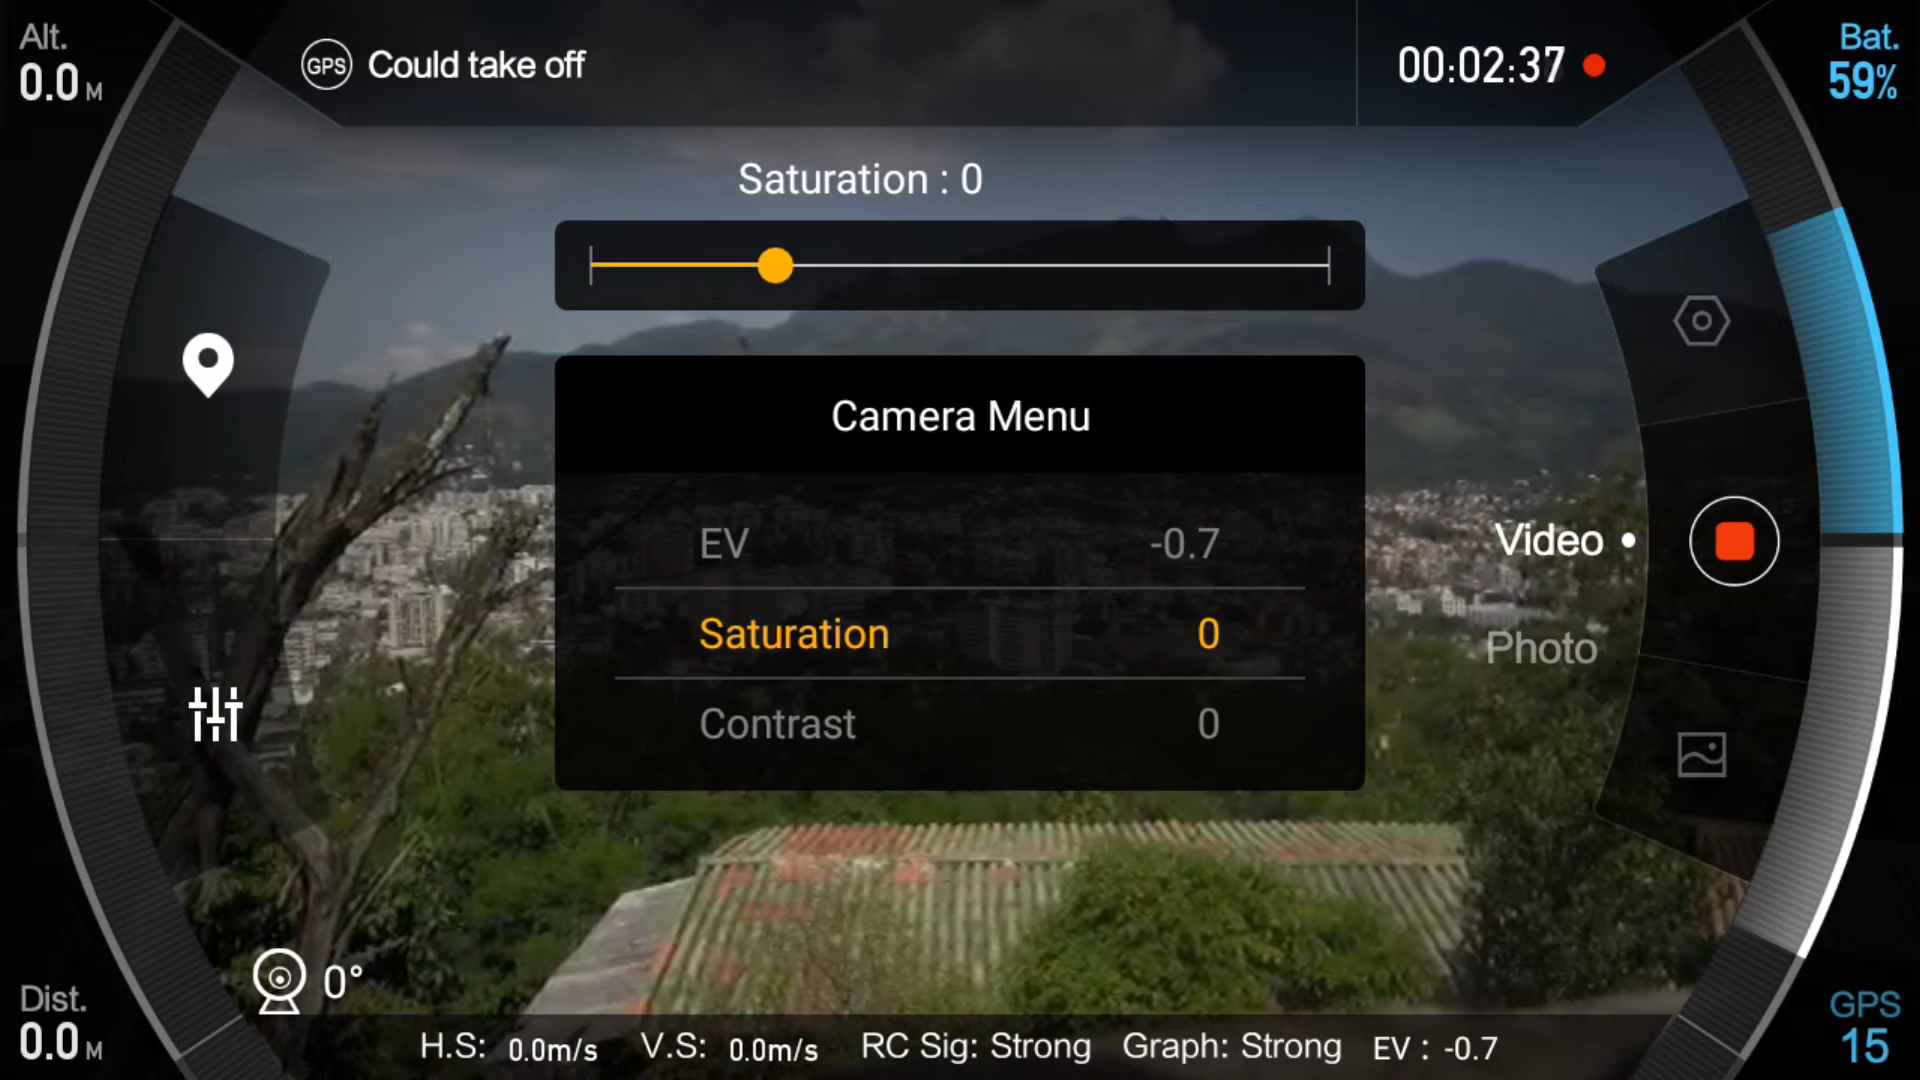 Alt.
0.0 M
GPS Could take off
00:02:37
Bat.
59%
Saturation : 0
Camera Menu
EV -0.7
Saturation 0
Contrast 0
Video
Photo
0°
Dist.
0.0 M
H.S: 0.0m/s V.S: 0.0m/s RC Sig: Strong Graph: Strong EV : -0.7
GPS
15